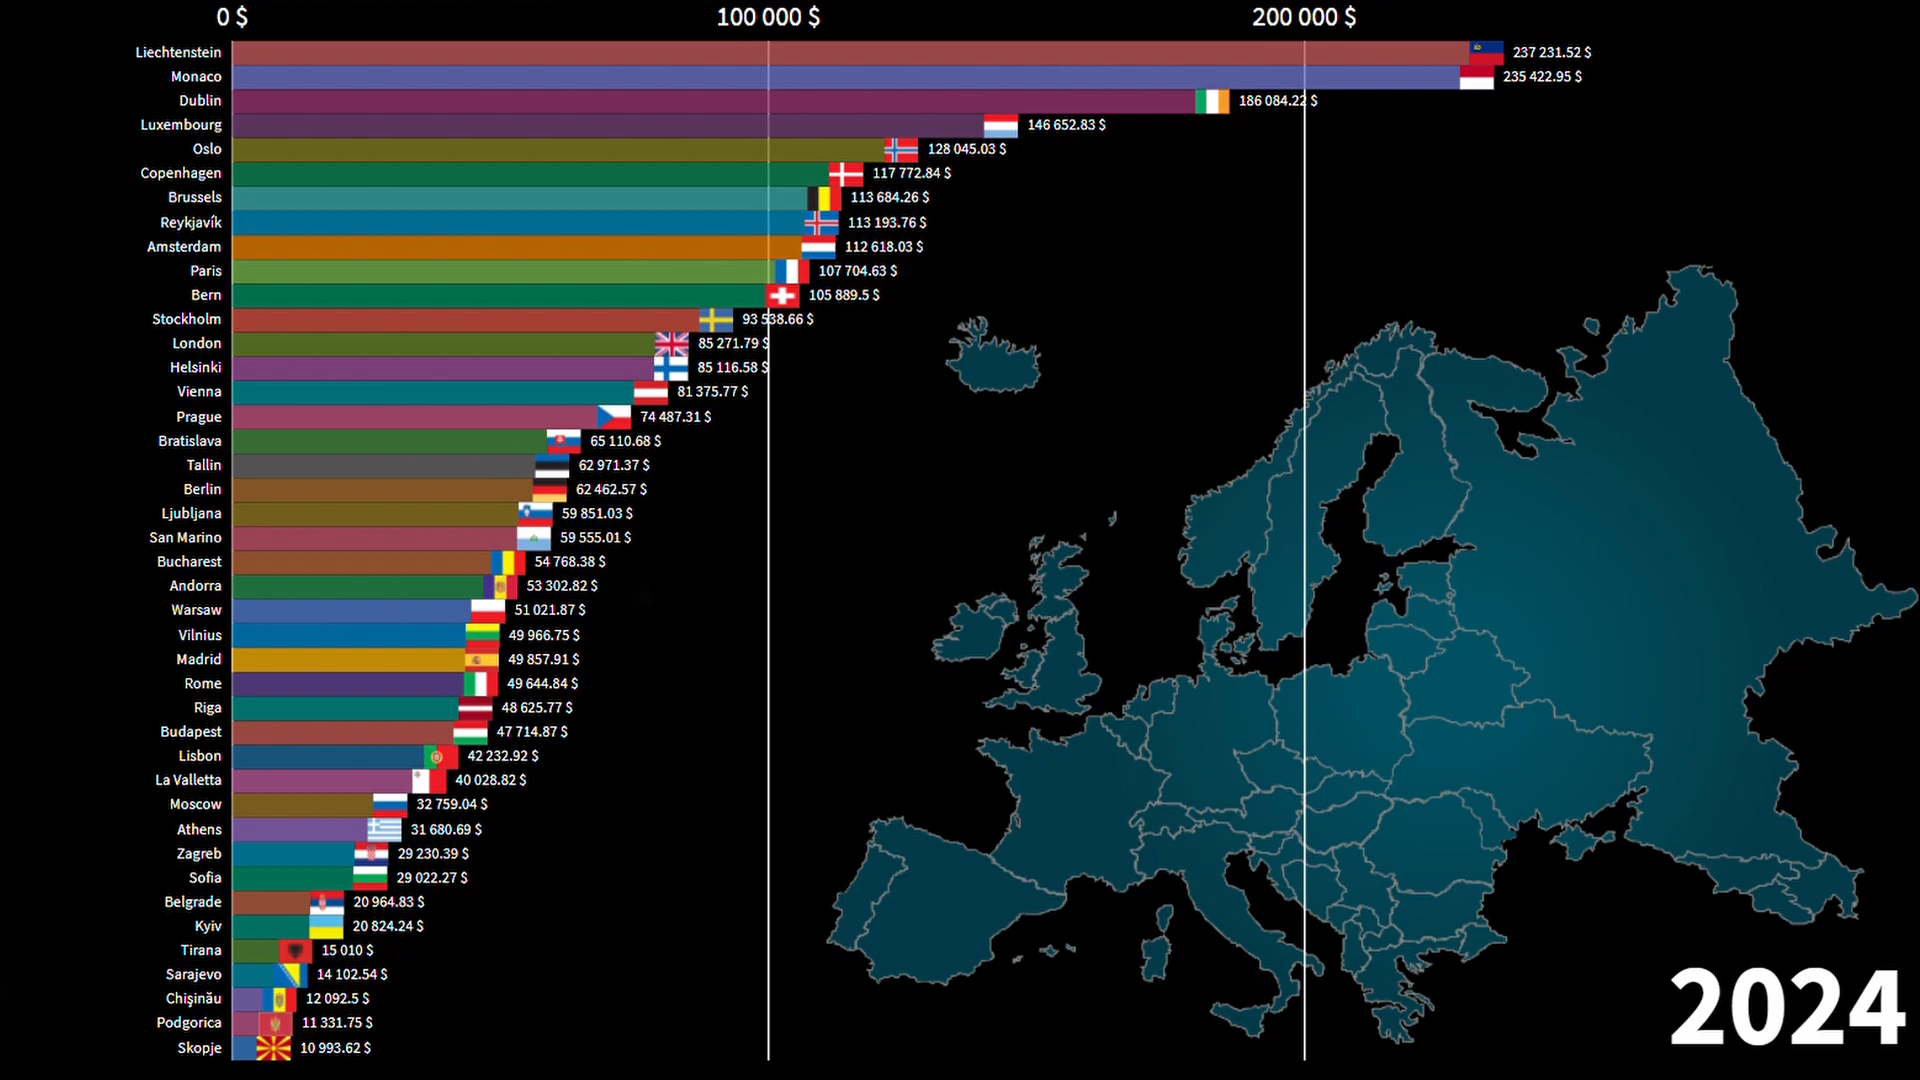 0 $ 100 000 $ 200 000 $
Liechtenstein 237 231.52 $
Monaco 235 422.95 $
Dublin 186 084.22 $
Luxembourg 146 652.83 $
Oslo 128 045.03 $
Copenhagen 117 772.84 $
Brussels 113 684.26 $
Reykjavík 113 193.76 $
Amsterdam 112 618.03 $
Paris 107 704.63 $
Bern 105 889.5 $
Stockholm 93 538.66 $
London 85 271.79 $
Helsinki 85 116.58 $
Vienna 81 375.77 $
Prague 74 487.31 $
Bratislava 65 110.68 $
Tallin 62 971.37 $
Berlin 62 462.57 $
Ljubljana 59 851.03 $
San Marino 59 555.01 $
Bucharest 54 768.38 $
Andorra 53 302.82 $
Warsaw 51 021.87 $
Vilnius 49 966.75 $
Madrid 49 857.91 $
Rome 49 644.84 $
Riga 48 625.77 $
Budapest 47 714.87 $
Lisbon 42 232.92 $
La Valletta 40 028.82 $
Moscow 32 759.04 $
Athens 31 680.69 $
Zagreb 29 230.39 $
Sofia 29 022.27 $
Belgrade 20 964.83 $
Kyiv 20 824.24 $
Tirana 15 010 $
Sarajevo 14 102.54 $
Chişinău 12 092.5 $
Podgorica 11 331.75 $
Skopje 10 993.62 $
2024